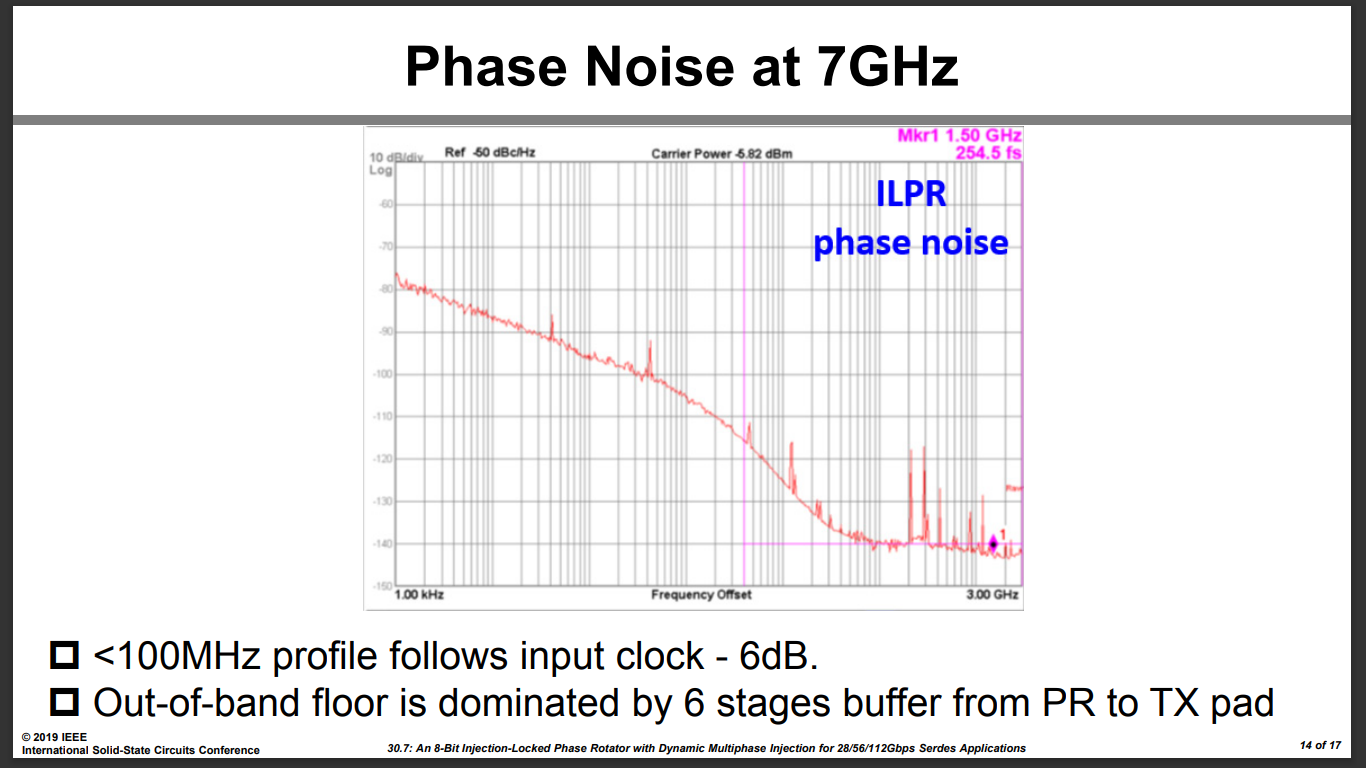 Phase Noise at 7GHz
Mkr1 1.50 GHz
10 dB/div Ref -50 dBc/Hz Carrier Power -5.82 dBm 254.5 fs
Log
ILPR
phase noise
-60
-70
-80
-90
-100
-110
-120
-130
-140
-150
1
1.00 kHz Frequency Offset 3.00 GHz
<100MHz profile follows input clock - 6dB.
Out-of-band floor is dominated by 6 stages buffer from PR to TX pad
© 2019 IEEE
International Solid-State Circuits Conference
30.7: An 8-Bit Injection-Locked Phase Rotator with Dynamic Multiphase Injection for 28/56/112Gbps Serdes Applications
14 of 17